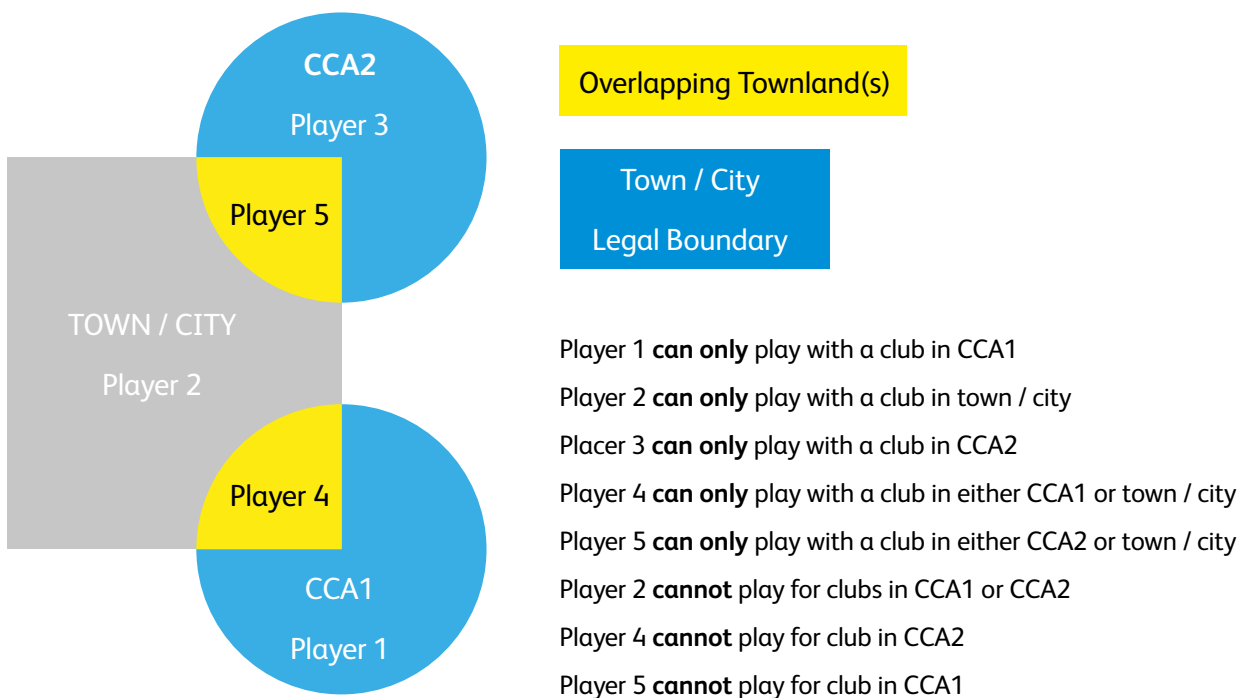 CCA2
Player 3
Player 5
TOWN / CITY
Player 2
Player 4
CCA1
Player 1
Overlapping Townland(s)
Town / City
Legal Boundary
Player 1 can only play with a club in CCA1
Player 2 can only play with a club in town / city
Placer 3 can only play with a club in CCA2
Player 4 can only play with a club in either CCA1 or town / city
Player 5 can only play with a club in either CCA2 or town / city
Player 2 cannot play for clubs in CCA1 or CCA2
Player 4 cannot play for club in CCA2
Player 5 cannot play for club in CCA1